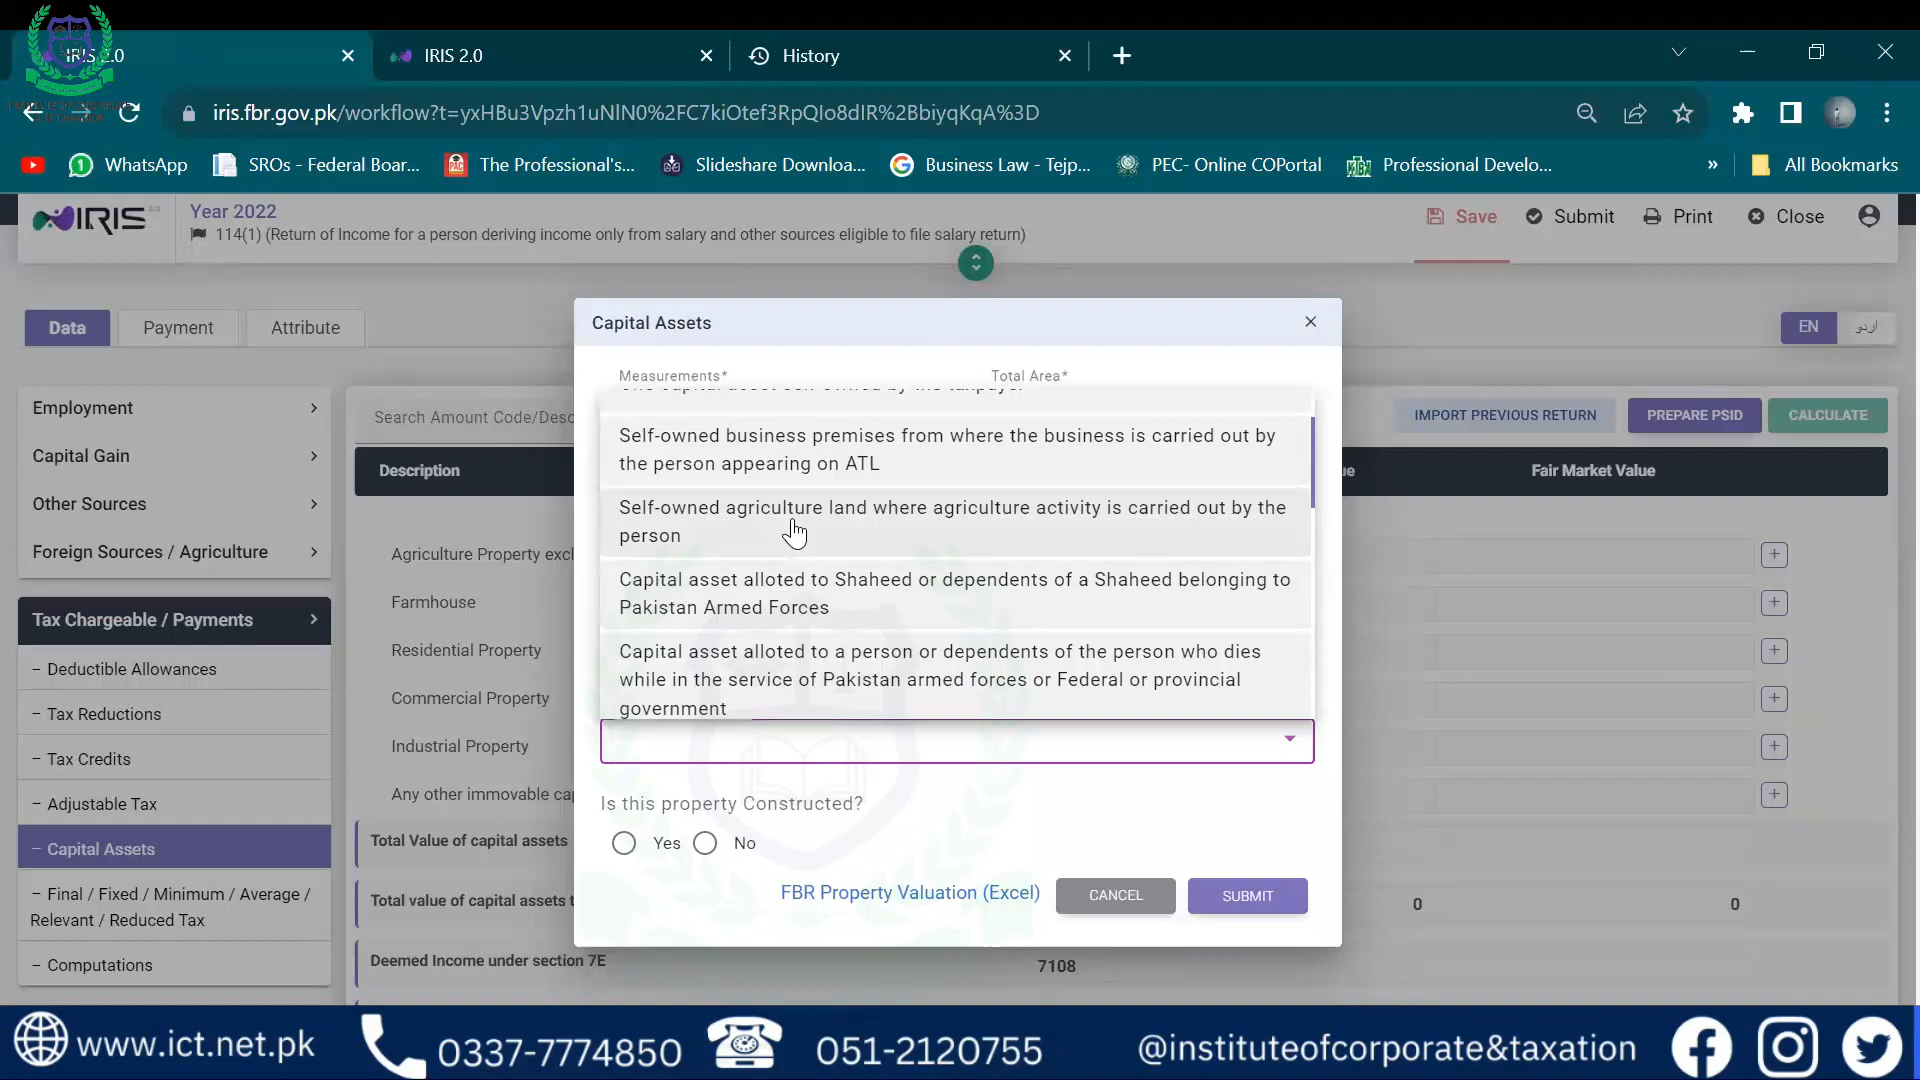 IRIS 2.0
IRIS 2.0
History
iris.fbr.gov.pk/workflow?t=yxHBu3Vpzh1uNIN0%2FC7kiOtef3RpQIo8dIR%2BbiyqKqA%3D
WhatsApp
SROs - Federal Boar...
The Professional's...
Slideshare Downloa...
Business Law - Tejp...
PEC- Online COPortal
Professional Develo...
»
All Bookmarks
IRIS
Year 2022
114(1) (Return of Income for a person deriving income only from salary and other sources eligible to file salary return)
Save
Submit
Print
Close
Data
Payment
Attribute
EN
اردو
Employment
Capital Gain
Other Sources
Foreign Sources / Agriculture
Tax Chargeable / Payments
– Deductible Allowances
– Tax Reductions
– Tax Credits
– Adjustable Tax
– Capital Assets
– Final / Fixed / Minimum / Average /
Relevant / Reduced Tax
– Computations
Search Amount Code/Desc
IMPORT PREVIOUS RETURN
PREPARE PSID
CALCULATE
Description
Fair Market Value
Agriculture Property excl
Farmhouse
Residential Property
Commercial Property
Industrial Property
Any other immovable cap
Total Value of capital assets
Total value of capital assets t
0
0
Deemed Income under section 7E
7108
Capital Assets
Measurements*
Total Area*
Self-owned business premises from where the business is carried out by
the person appearing on ATL
Self-owned agriculture land where agriculture activity is carried out by the
person
Capital asset alloted to Shaheed or dependents of a Shaheed belonging to
Pakistan Armed Forces
Capital asset alloted to a person or dependents of the person who dies
while in the service of Pakistan armed forces or Federal or provincial
government
Is this property Constructed?
Yes
No
FBR Property Valuation (Excel)
CANCEL
SUBMIT
www.ict.net.pk
0337-7774850
051-2120755
@instituteofcorporate&taxation